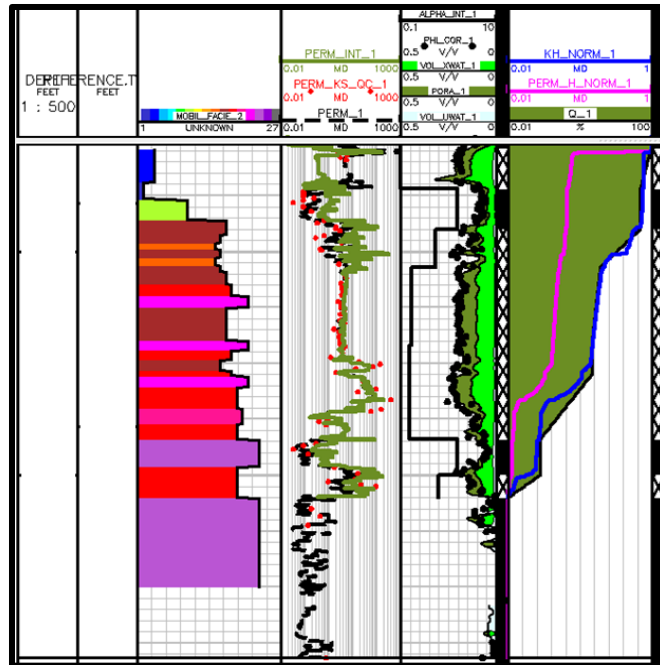 DEPTH
REFERENCE.T
FEET
FEET
1 : 500
MOBIL_FACIE_2
1 UNKNOWN 27
PERM_INT_1
0.01 MD 1000
PERM_KS_QC_1
0.01 MD 1000
PERM_1
0.01 MD 1000
ALPHA_INT_1
0.1 10
PHI_COR_1
0.5 V/V 0
VOL_XWAT_1
0.5 V/V 0
PORA_1
0.5 V/V 0
VOL_UWAT_1
0.5 V/V 0
KH_NORM_1
0.01 MD 1
PERM_H_NORM_1
0.01 MD 1
Q_1
0.01 % 100